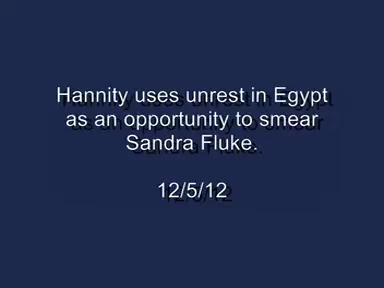 Hannity uses unrest in Egypt
as an opportunity to smear
Sandra Fluke.
12/5/12